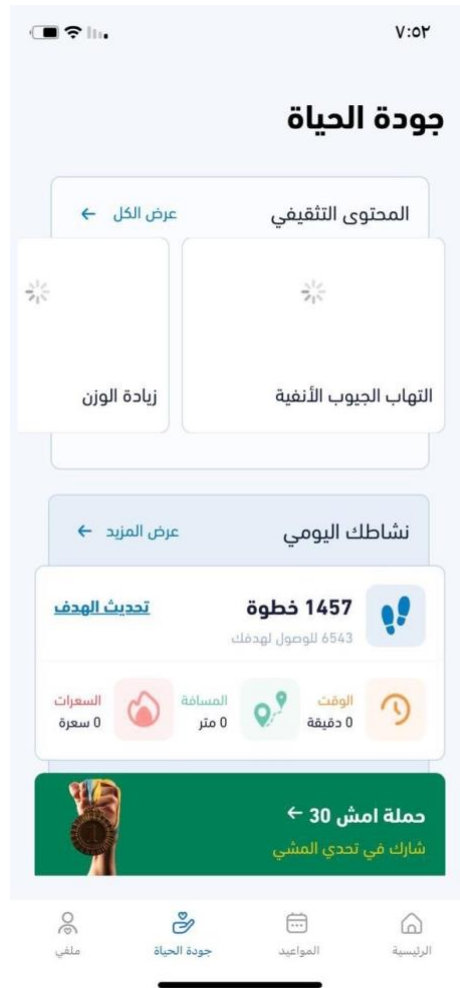 ٧:٥٢
جودة الحياة
المحتوى التثقيفي
عرض الكل ←
التهاب الجيوب الأنفية
زيادة الوزن
نشاطك اليومي
عرض المزيد ←
1457 خطوة
تحديث الهدف
6543 للوصول لهدفك
الوقت
0 دقيقة
المسافة
0 متر
السعرات
0 سعرة
حملة امش 30 ←
شارك في تحدي المشي
الرئيسية
المواعيد
جودة الحياة
ملفي